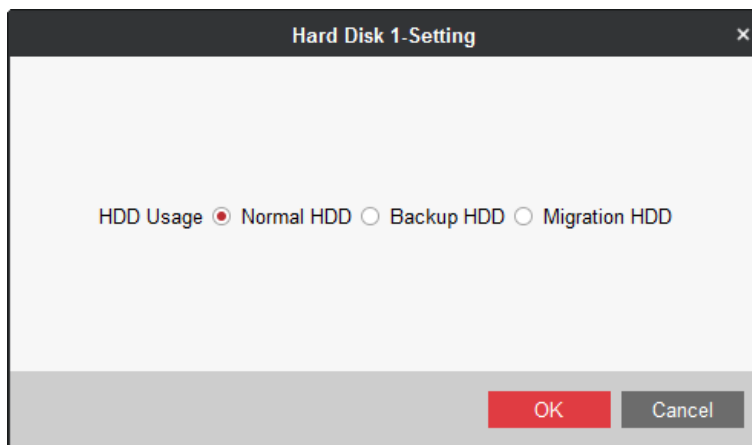 Hard Disk 1-Setting
HDD Usage Normal HDD Backup HDD Migration HDD
OK Cancel